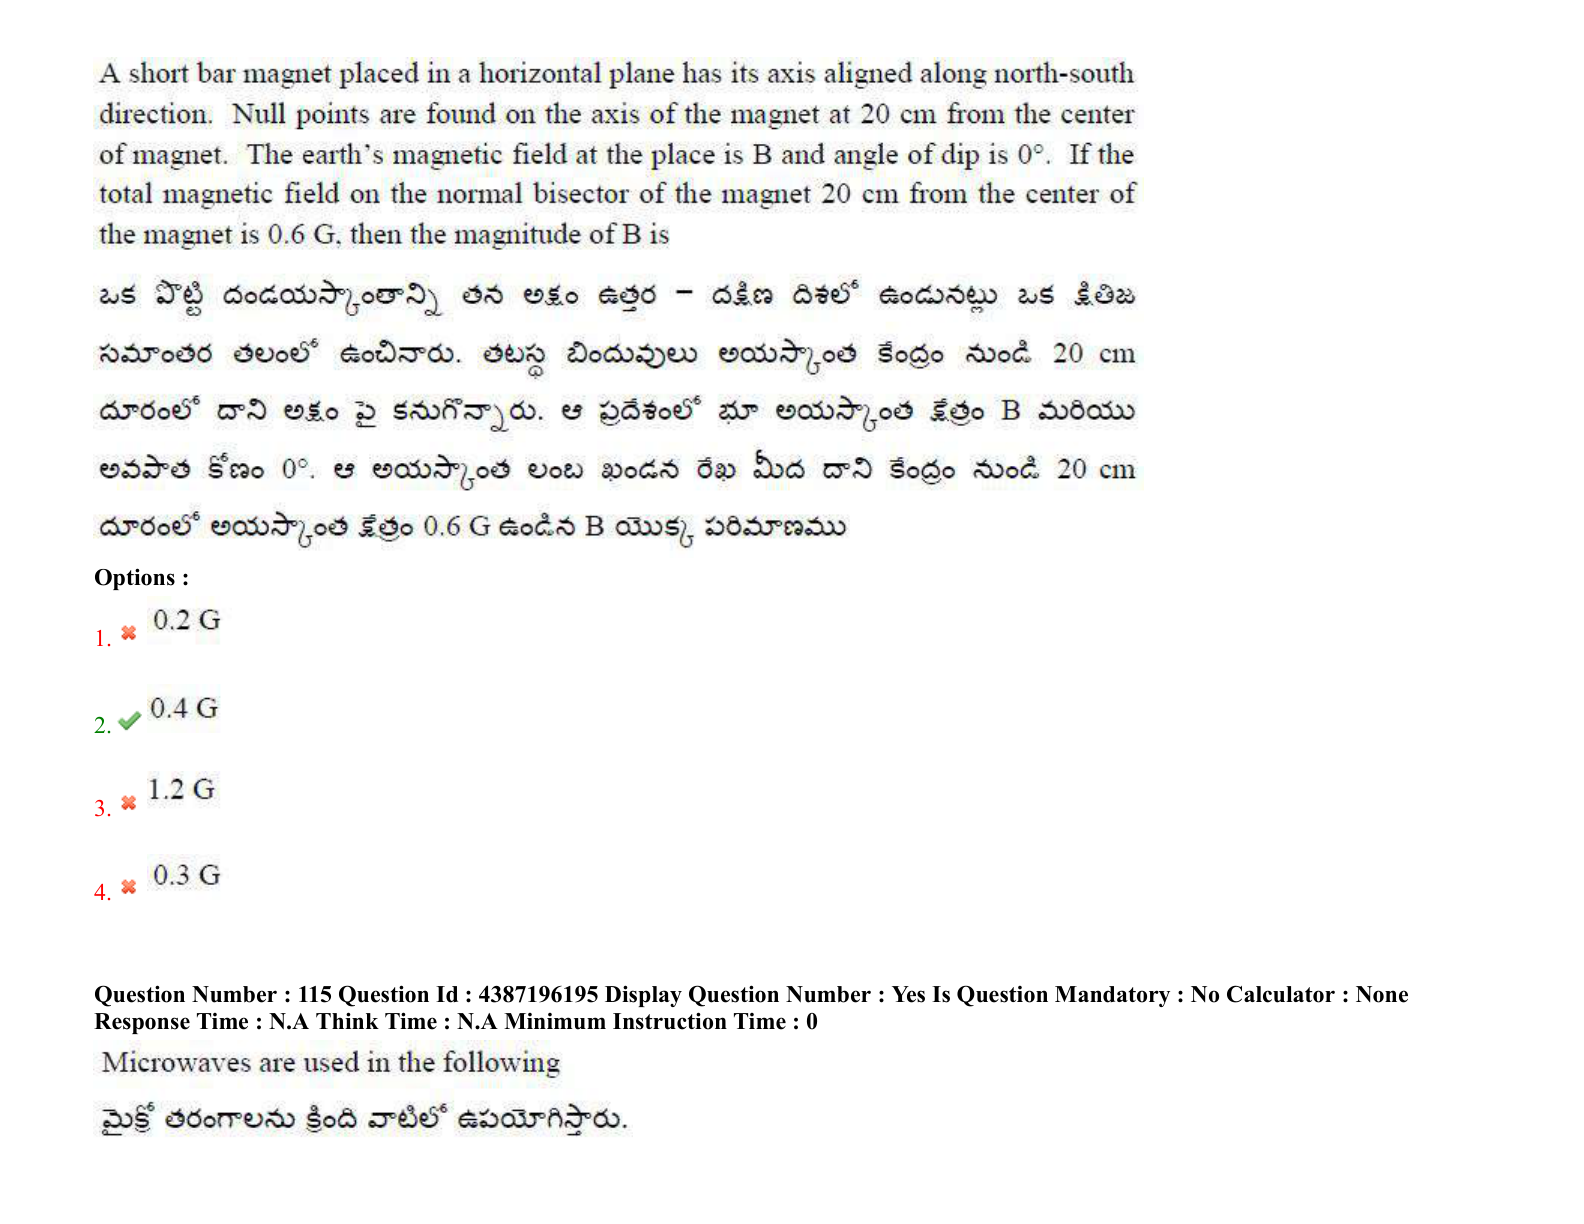 A short bar magnet placed in a horizontal plane has its axis aligned along north-south
direction. Null points are found on the axis of the magnet at 20 cm from the center
of magnet. The earth's magnetic field at the place is B and angle of dip is 0°. If the
total magnetic field on the normal bisector of the magnet 20 cm from the center of
the magnet is 0.6 G, then the magnitude of B is
ఒక పొట్టి దండయస్కాంతాన్ని తన అక్షం ఉత్తర – దక్షిణ దిశలో ఉండునట్లు ఒక క్షితిజ
సమాంతర తలంలో ఉంచినారు. తటస్థ బిందువులు అయస్కాంత కేంద్రం నుండి 20 cm
దూరంలో దాని అక్షం పై కనుగొన్నారు. ఆ ప్రదేశంలో భూ అయస్కాంత క్షేత్రం B మరియు
అవపాత కోణం 0°. ఆ అయస్కాంత లంబ ఖండన రేఖ మీద దాని కేంద్రం నుండి 20 cm
దూరంలో అయస్కాంత క్షేత్రం 0.6 G ఉండిన B యొక్క పరిమాణము
Options :
1. 0.2 G
2. 0.4 G
3. 1.2 G
4. 0.3 G
Question Number : 115 Question Id : 4387196195 Display Question Number : Yes Is Question Mandatory : No Calculator : None
Response Time : N.A Think Time : N.A Minimum Instruction Time : 0
Microwaves are used in the following
మైక్రో తరంగాలను క్రింది వాటిలో ఉపయోగిస్తారు.